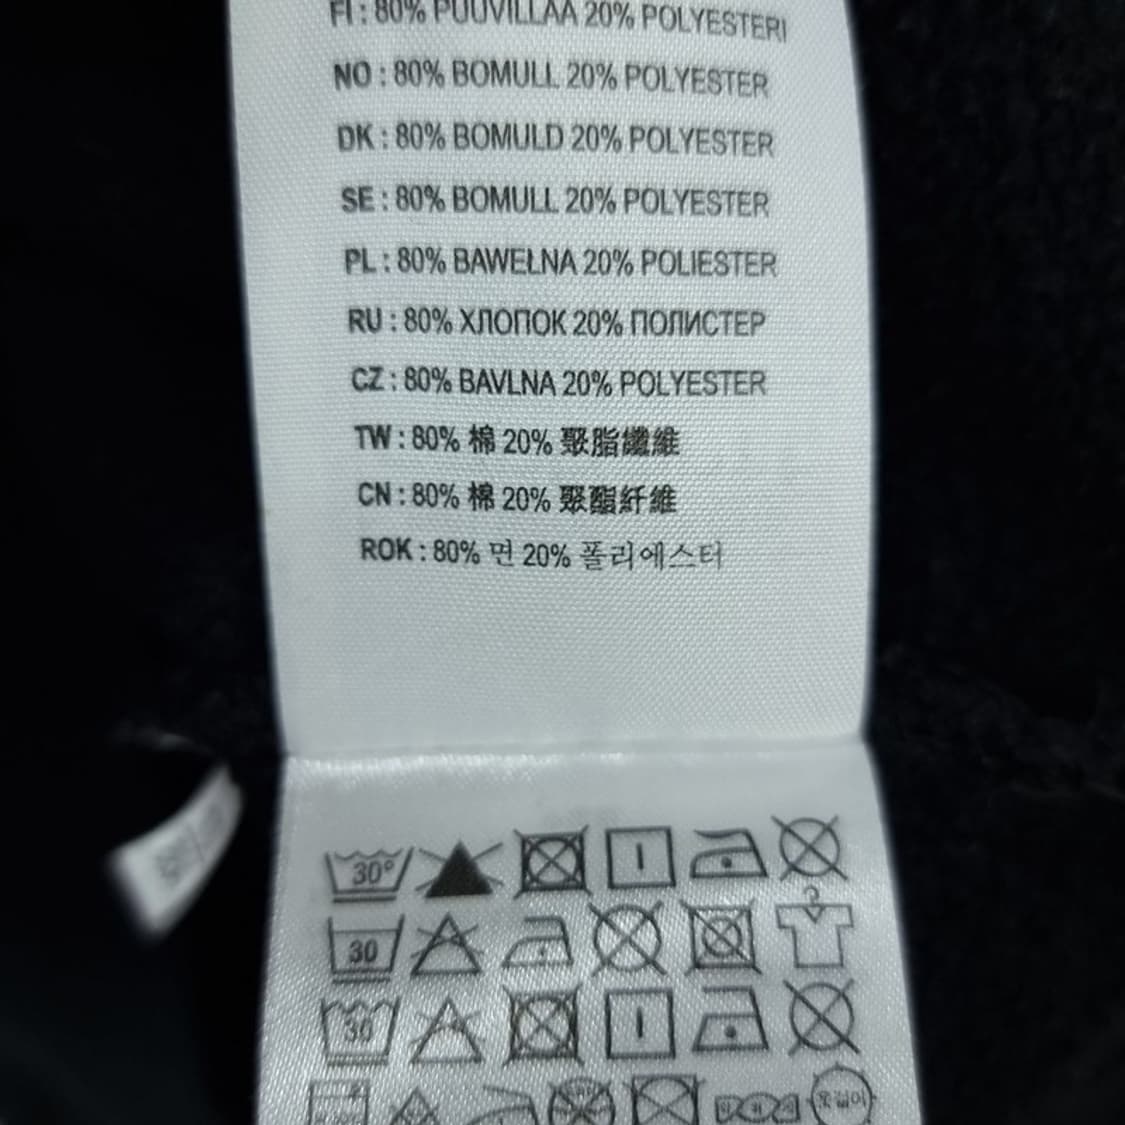 FI : 80% PUUVILLAA 20% POLYESTERI
NO : 80% BOMULL 20% POLYESTER
DK : 80% BOMULD 20% POLYESTER
SE : 80% BOMULL 20% POLYESTER
PL : 80% BAWEŁNA 20% POLIESTER
RU : 80% ХЛОПОК 20% ПОЛИСТЕР
CZ : 80% BAVLNA 20% POLYESTER
TW : 80% 棉 20% 聚脂纖維
CN : 80% 棉 20% 聚酯纤維
ROK : 80% 면 20% 폴리에스터
30°
30
30